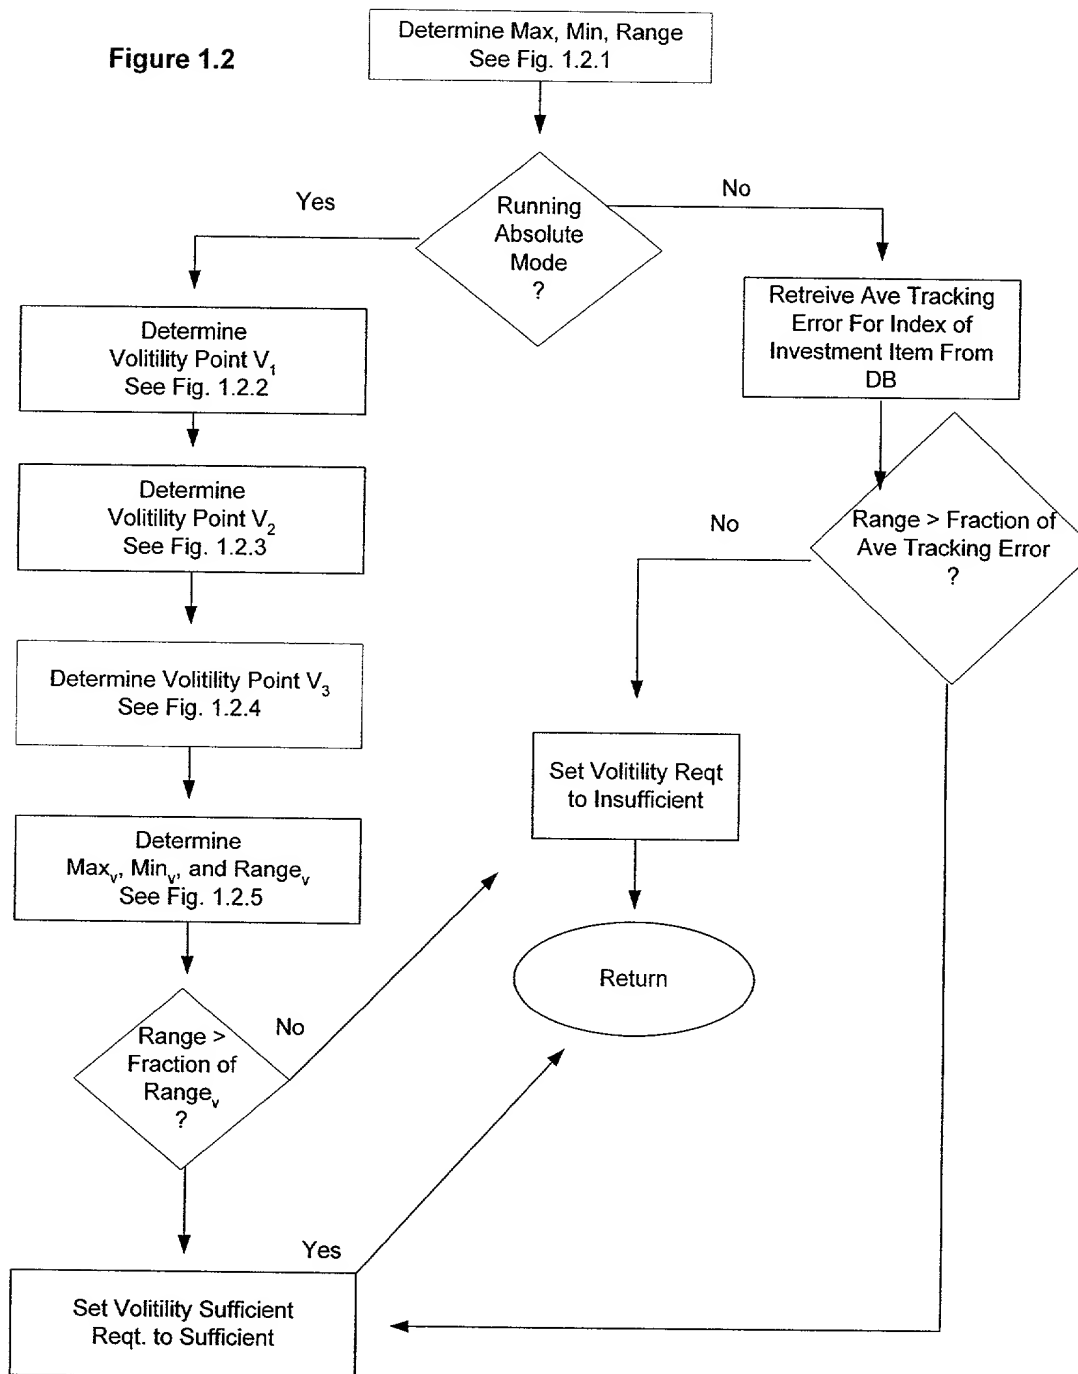 Figure 1.2
Determine Max, Min, Range
See Fig. 1.2.1
Yes
Running
Absolute
Mode
?
No
Determine
Volitility Point V₁
See Fig. 1.2.2
Retreive Ave Tracking
Error For Index of
Investment Item From
DB
Determine
Volitility Point V₂
See Fig. 1.2.3
No
Range > Fraction of
Ave Tracking Error
?
Determine Volitility Point V₃
See Fig. 1.2.4
Set Volitility Reqt
to Insufficient
Determine
Maxᵥ, Minᵥ, and Rangeᵥ
See Fig. 1.2.5
Return
Range >
Fraction of
Rangeᵥ
?
No
Yes
Set Volitility Sufficient
Reqt. to Sufficient